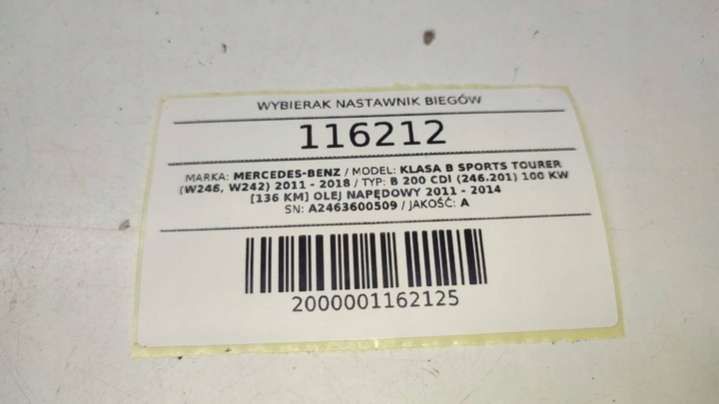 WYBIERAK NASTAWNIK BIEGÓW
116212
MARKA: MERCEDES-BENZ / MODEL: KLASA B SPORTS TOURER
(W246, W242) 2011 - 2018 / TYP: B 200 CDI (246.201) 100 KW
[136 KM] OLEJ NAPĘDOWY 2011 - 2014
SN: A2463600509 / JAKOŚĆ: A
2000001162125